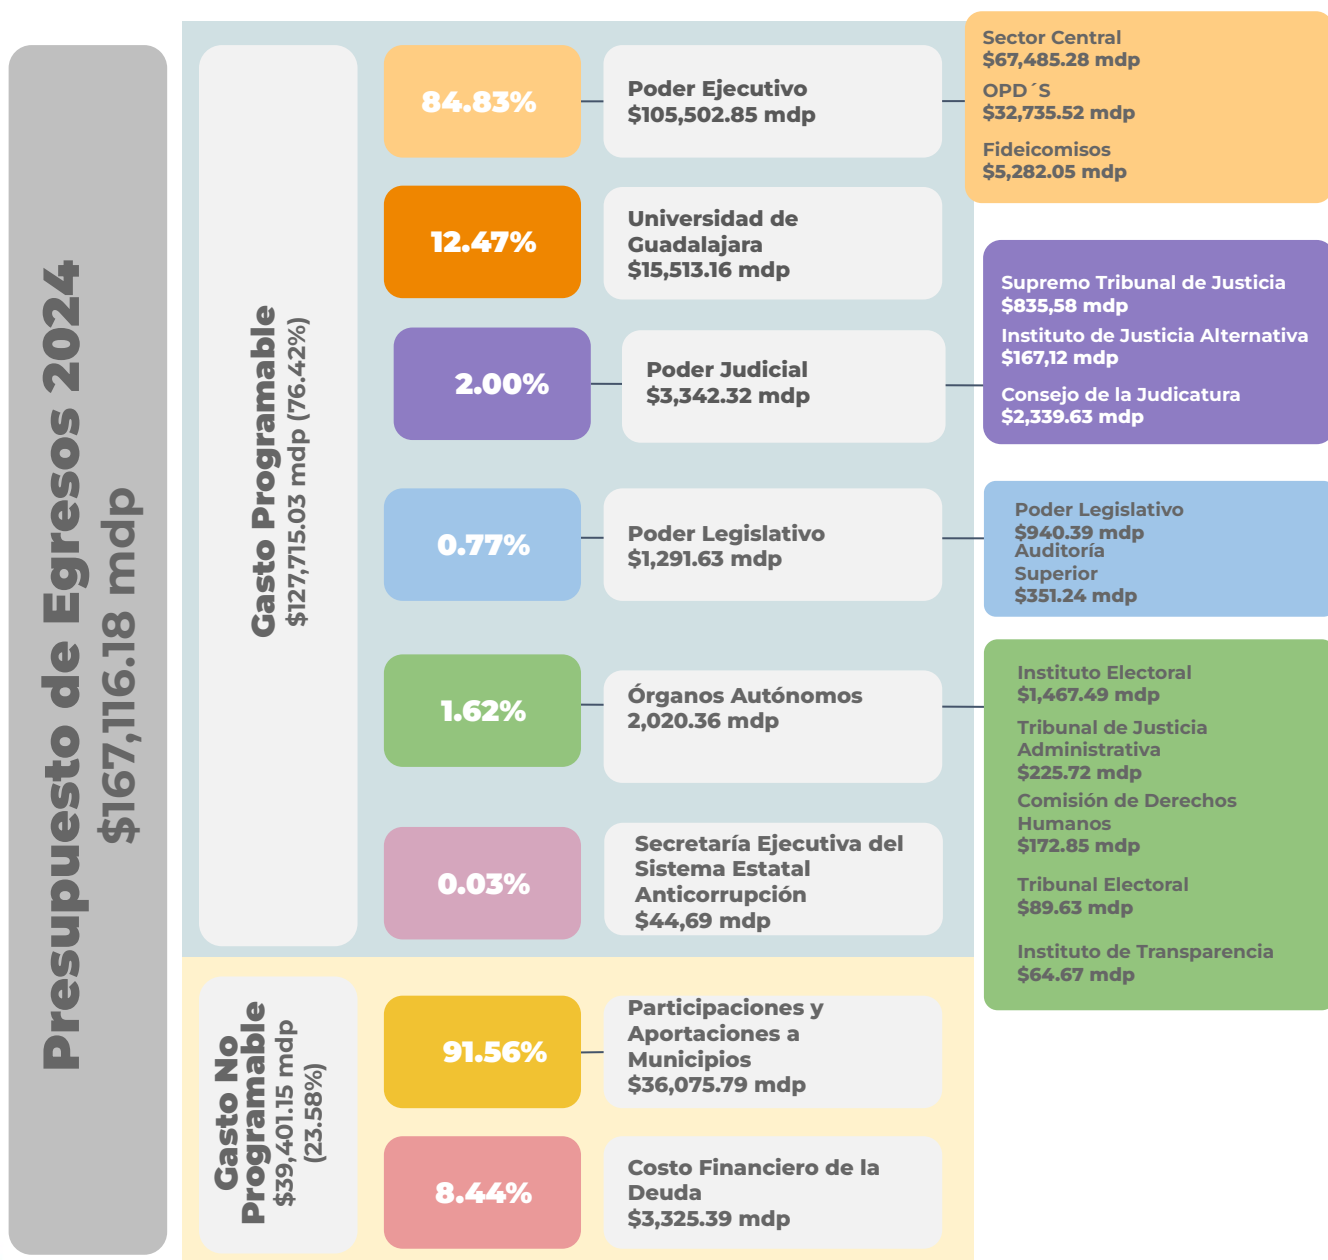 Presupuesto de Egresos 2024
$167,116.18 mdp
Gasto Programable
$127,715.03 mdp (76.42%)
84.83%
Poder Ejecutivo
$105,502.85 mdp
Sector Central
$67,485.28 mdp
OPD´S
$32,735.52 mdp
Fideicomisos
$5,282.05 mdp
12.47%
Universidad de
Guadalajara
$15,513.16 mdp
2.00%
Poder Judicial
$3,342.32 mdp
Supremo Tribunal de Justicia
$835,58 mdp
Instituto de Justicia Alternativa
$167,12 mdp
Consejo de la Judicatura
$2,339.63 mdp
0.77%
Poder Legislativo
$1,291.63 mdp
Poder Legislativo
$940.39 mdp
Auditoría
Superior
$351.24 mdp
1.62%
Órganos Autónomos
2,020.36 mdp
Instituto Electoral
$1,467.49 mdp
Tribunal de Justicia
Administrativa
$225.72 mdp
Comisión de Derechos
Humanos
$172.85 mdp
Tribunal Electoral
$89.63 mdp
Instituto de Transparencia
$64.67 mdp
0.03%
Secretaría Ejecutiva del
Sistema Estatal
Anticorrupción
$44,69 mdp
Gasto No
Programable
$39,401.15 mdp
(23.58%)
91.56%
Participaciones y
Aportaciones a
Municipios
$36,075.79 mdp
8.44%
Costo Financiero de la
Deuda
$3,325.39 mdp